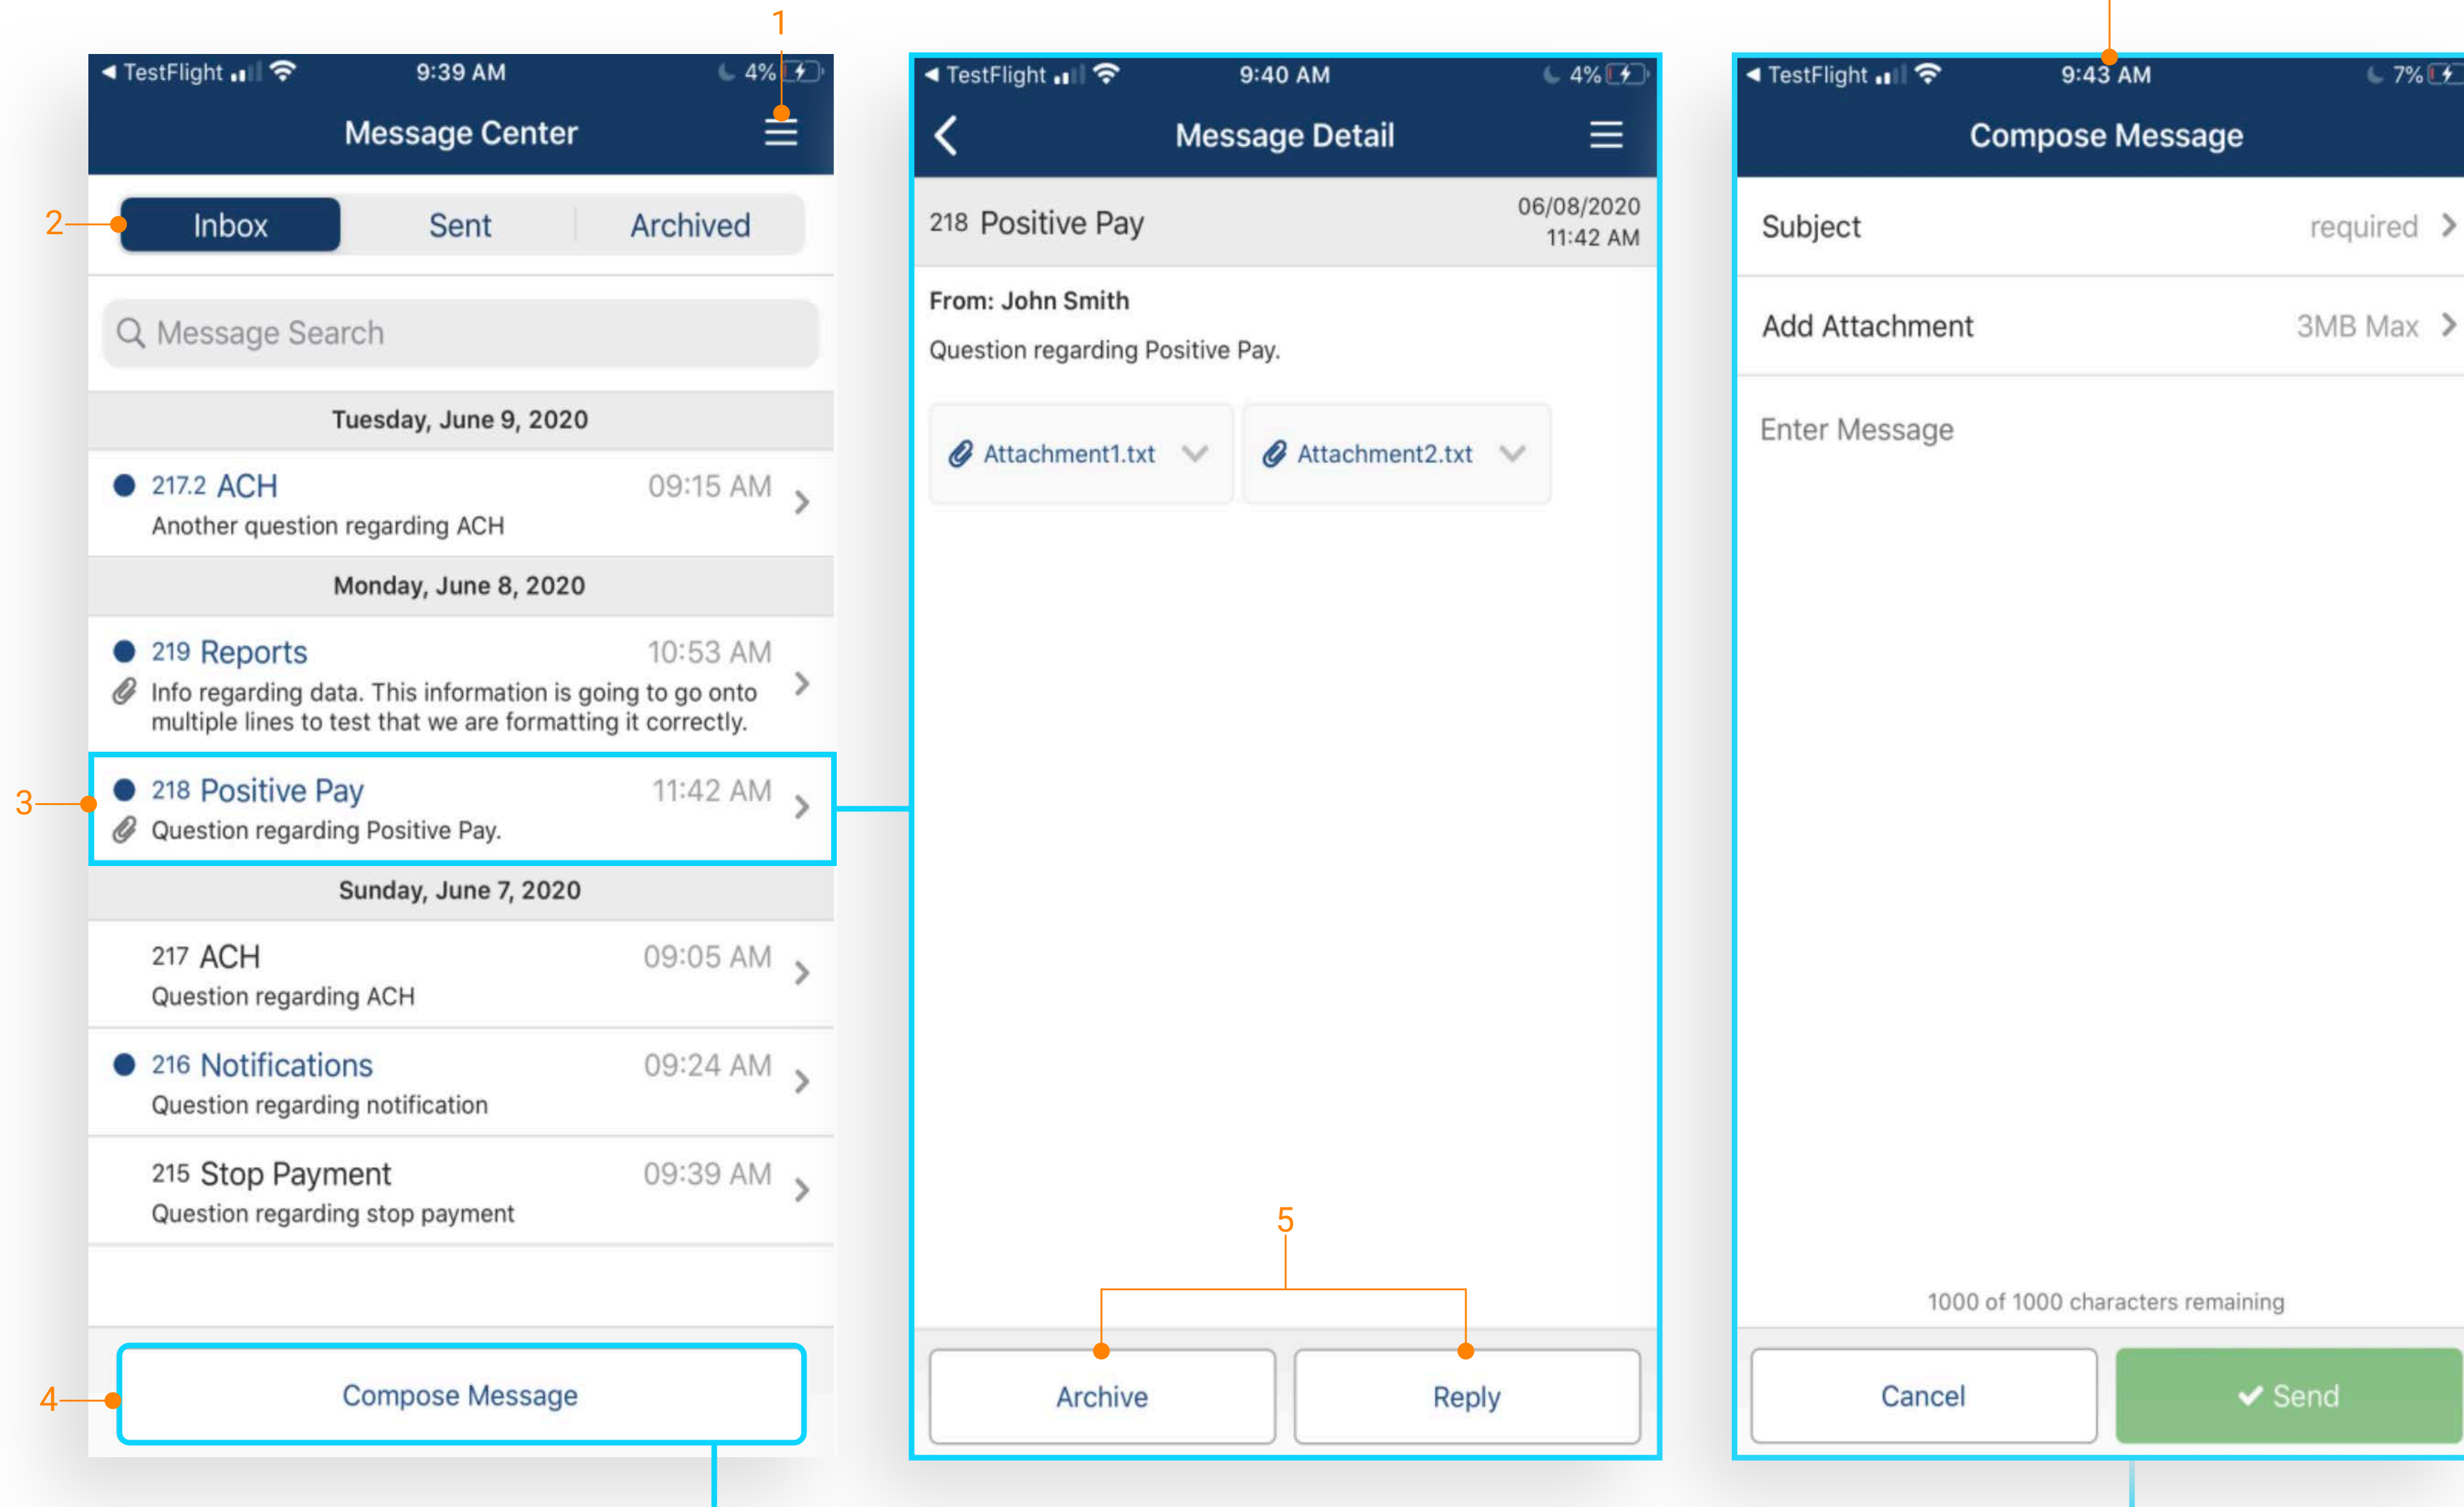 1
TestFlight 9:39 AM 4%
Message Center
2
Inbox Sent Archived
Message Search
Tuesday, June 9, 2020
217.2 ACH 09:15 AM
Another question regarding ACH
Monday, June 8, 2020
219 Reports 10:53 AM
Info regarding data. This information is going to go onto
multiple lines to test that we are formatting it correctly.
3
218 Positive Pay 11:42 AM
Question regarding Positive Pay.
Sunday, June 7, 2020
217 ACH 09:05 AM
Question regarding ACH
216 Notifications 09:24 AM
Question regarding notification
215 Stop Payment 09:39 AM
Question regarding stop payment
4
Compose Message
TestFlight 9:40 AM 4%
Message Detail
218 Positive Pay 06/08/2020
11:42 AM
From: John Smith
Question regarding Positive Pay.
Attachment1.txt Attachment2.txt
5
Archive Reply
TestFlight 9:43 AM 7%
Compose Message
Subject required
Add Attachment 3MB Max
Enter Message
1000 of 1000 characters remaining
Cancel Send